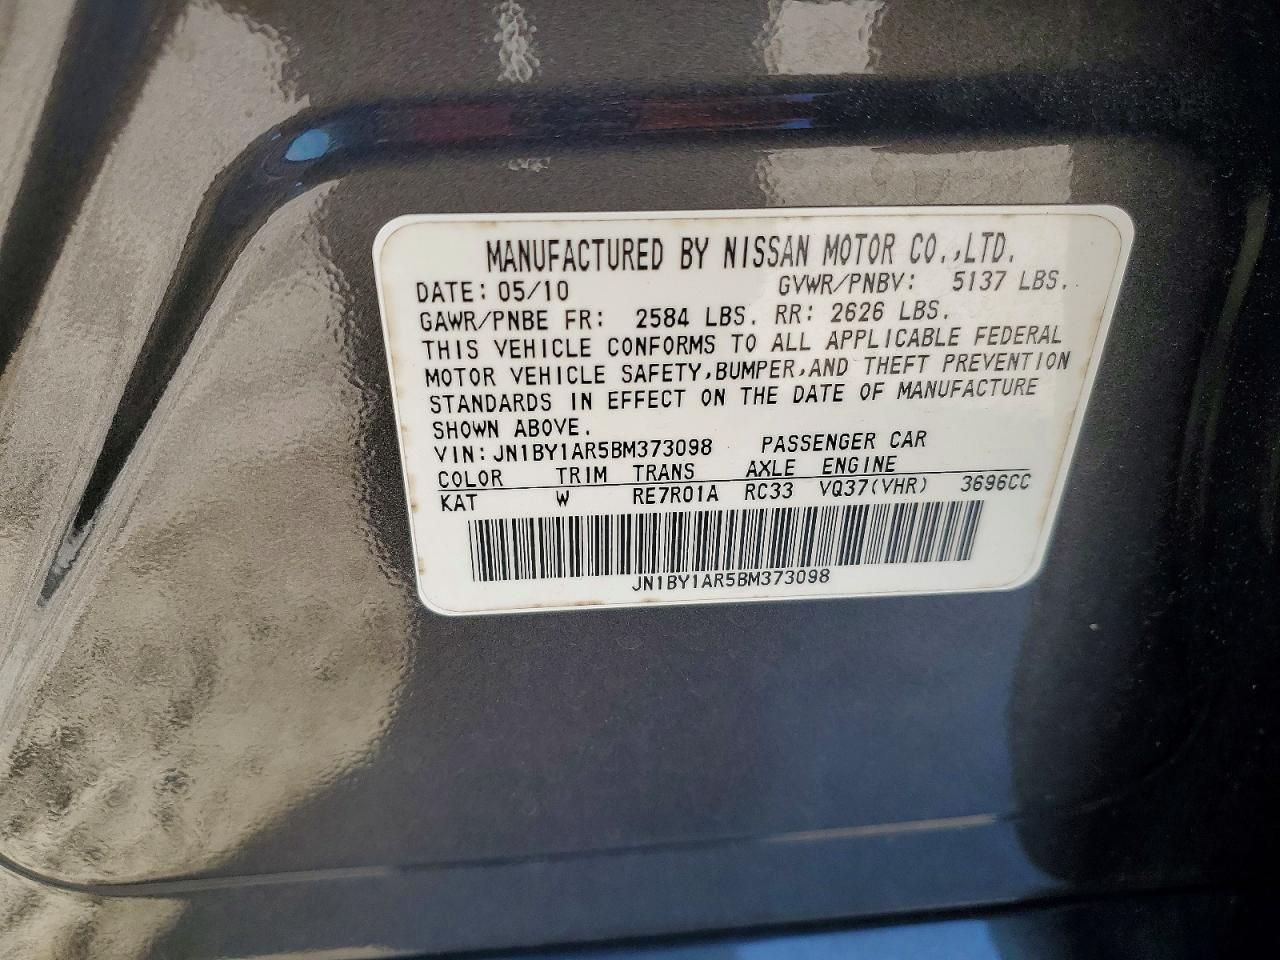 MANUFACTURED BY NISSAN MOTOR CO.,LTD.
DATE: 05/10 GVWR/PNBV: 5137 LBS.
GAWR/PNBE FR: 2584 LBS. RR: 2626 LBS.
THIS VEHICLE CONFORMS TO ALL APPLICABLE FEDERAL
MOTOR VEHICLE SAFETY,BUMPER,AND THEFT PREVENTION
STANDARDS IN EFFECT ON THE DATE OF MANUFACTURE
SHOWN ABOVE.
VIN:JN1BY1AR5BM373098 PASSENGER CAR
COLOR TRIM TRANS AXLE ENGINE
KAT W RE7R01A RC33 VQ37(VHR) 3696CC
JN1BY1AR5BM373098